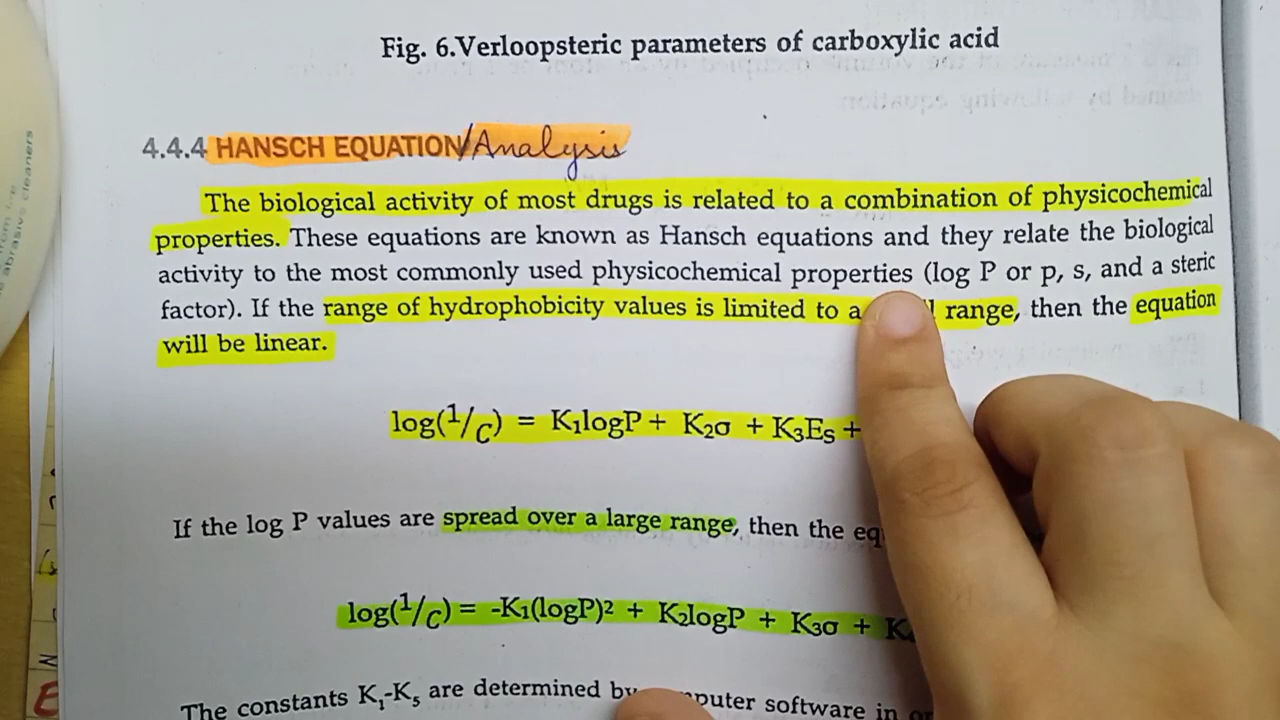 Fig. 6.Verloopsteric parameters of carboxylic acid
4.4.4 HANSCH EQUATION/Analysis
The biological activity of most drugs is related to a combination of physicochemical
properties. These equations are known as Hansch equations and they relate the biological
activity to the most commonly used physicochemical properties (log P or p, s, and a steric
factor). If the range of hydrophobicity values is limited to a range, then the equation
will be linear.
log(1/C) = K₁logP + K₂σ + K₃Eₛ +
If the log P values are spread over a large range, then the
log(1/C) = -K₁(logP)² + K₂logP + K₃σ +
The constants K₁-K₅ are determined by software in
abrasive cleaners